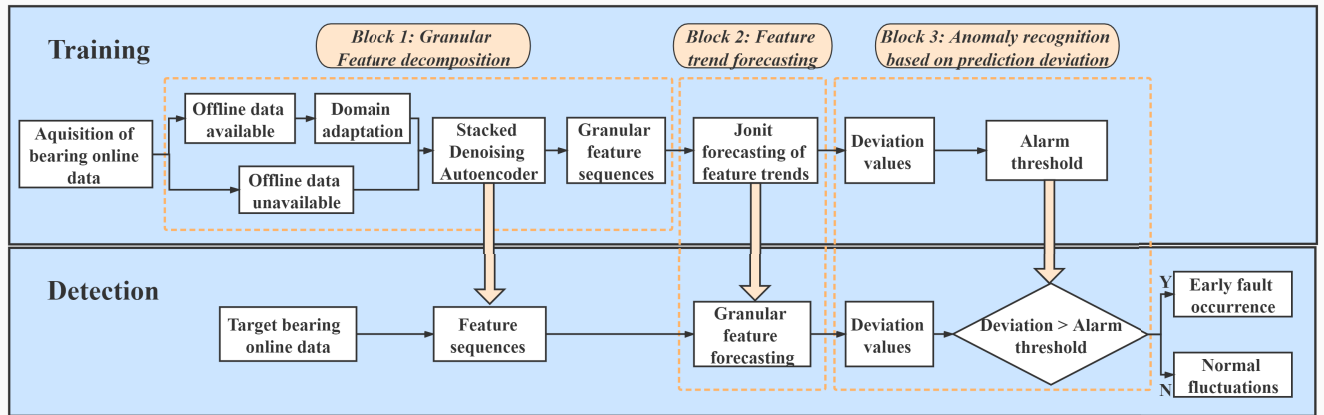 Training
Block 1: Granular
Feature decomposition
Block 2: Feature
trend forecasting
Block 3: Anomaly recognition
based on prediction deviation
Aquisition of
bearing online
data
Offline data
available
Domain
adaptation
Offline data
unavailable
Stacked
Denoising
Autoencoder
Granular
feature
sequences
Jonit
forecasting of
feature trends
Deviation
values
Alarm
threshold
Detection
Target bearing
online data
Feature
sequences
Granular
feature
forecasting
Deviation
values
Deviation > Alarm
threshold
Y
Early fault
occurrence
N
Normal
fluctuations